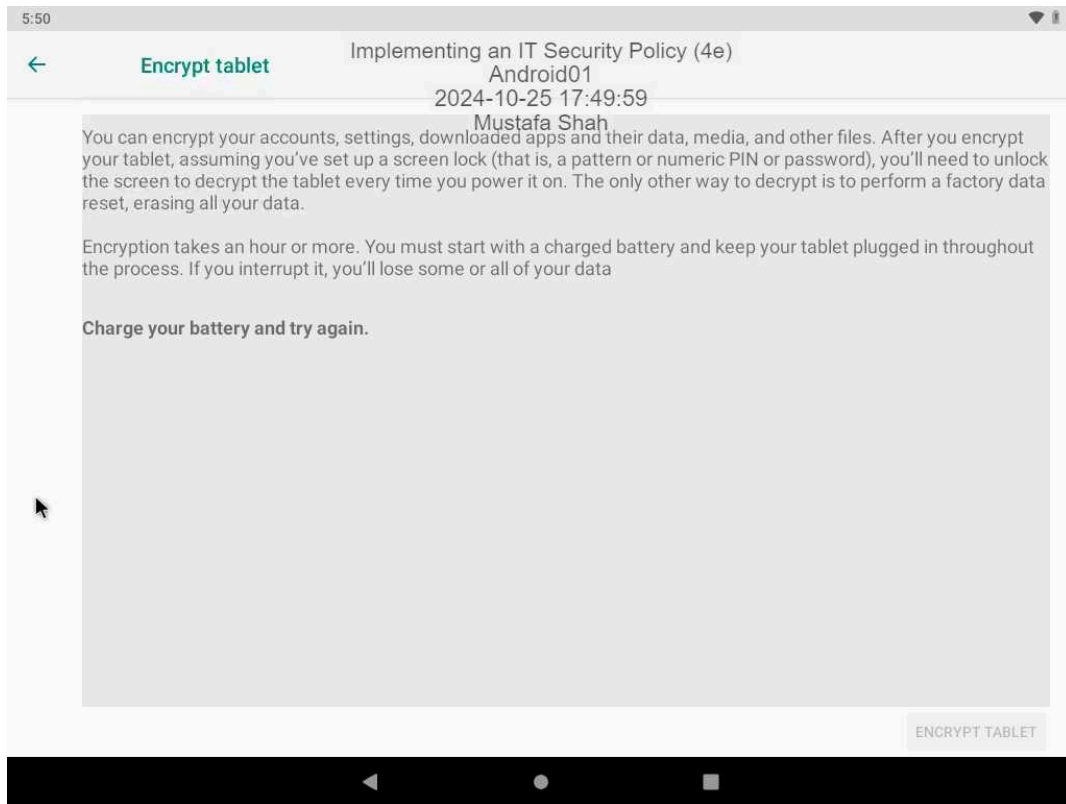 5:50
Encrypt tablet
Implementing an IT Security Policy (4e)
Android01
2024-10-25 17:49:59
Mustafa Shah
You can encrypt your accounts, settings, downloaded apps and their data, media, and other files. After you encrypt
your tablet, assuming you've set up a screen lock (that is, a pattern or numeric PIN or password), you'll need to unlock
the screen to decrypt the tablet every time you power it on. The only other way to decrypt is to perform a factory data
reset, erasing all your data.
Encryption takes an hour or more. You must start with a charged battery and keep your tablet plugged in throughout
the process. If you interrupt it, you'll lose some or all of your data
Charge your battery and try again.
ENCRYPT TABLET